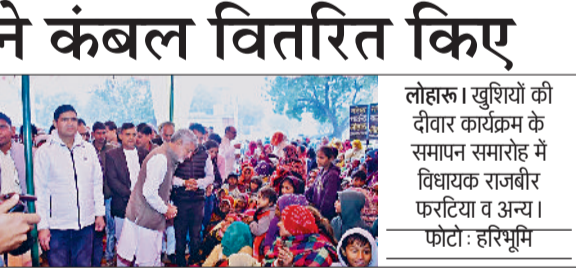 ने कंबल वितरित किए
लोहारू। खुशियों की
दीवार कार्यक्रम के
समापन समारोह में
विधायक राजबीर
फरटिया व अन्य।
फोटो : हरिभूमि